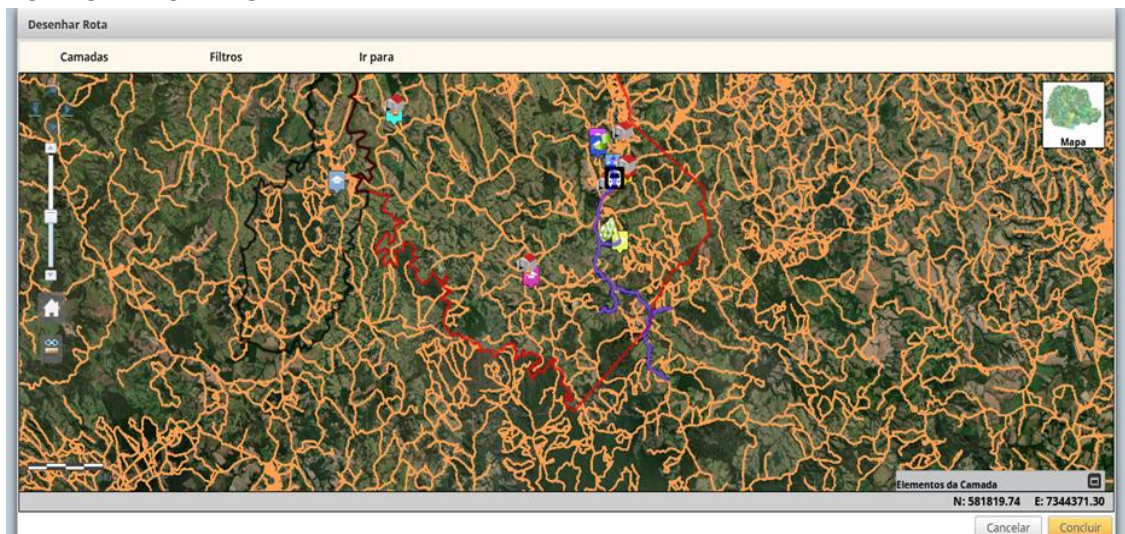 Desenhar Rota
Camadas Filtros Ir para
Mapa
Elementos da Camada
N: 581819.74 E: 7344371.30
Cancelar Concluir